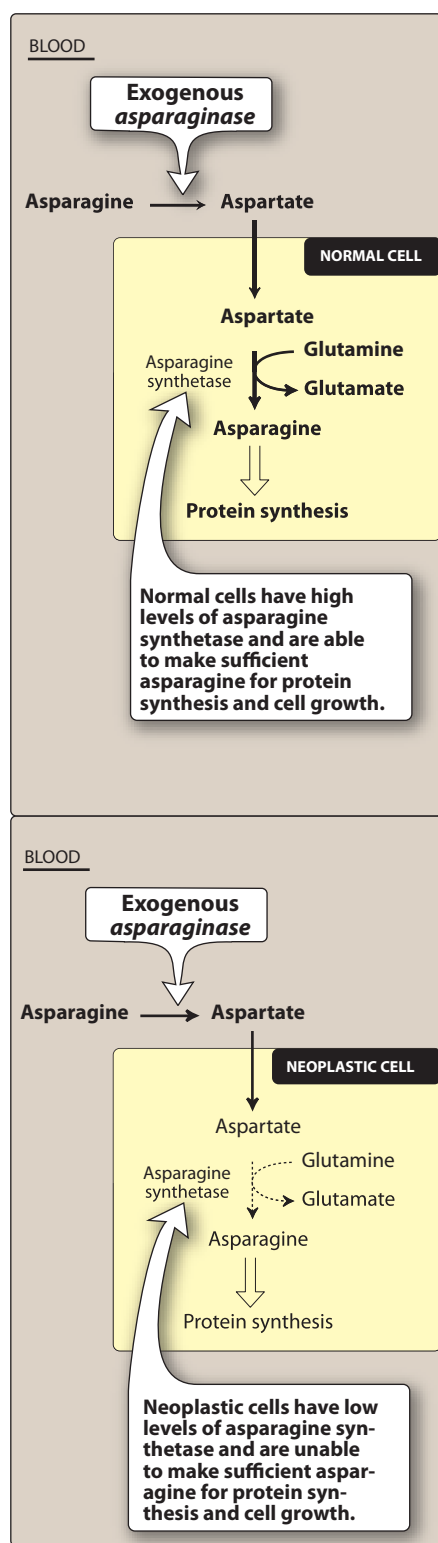 BLOOD
Exogenous
asparaginase
Asparagine
Aspartate
NORMAL CELL
Aspartate
Glutamine
Asparagine
synthetase
Glutamate
Asparagine
Protein synthesis
Normal cells have high
levels of asparagine
synthetase and are able
to make sufficient
asparagine for protein
synthesis and cell growth.
BLOOD
Exogenous
asparaginase
Asparagine
Aspartate
NEOPLASTIC CELL
Aspartate
Glutamine
Asparagine
synthetase
Glutamate
Asparagine
Protein synthesis
Neoplastic cells have low
levels of asparagine syn-
thetase and are unable
to make sufficient aspar-
agine for protein syn-
thesis and cell growth.